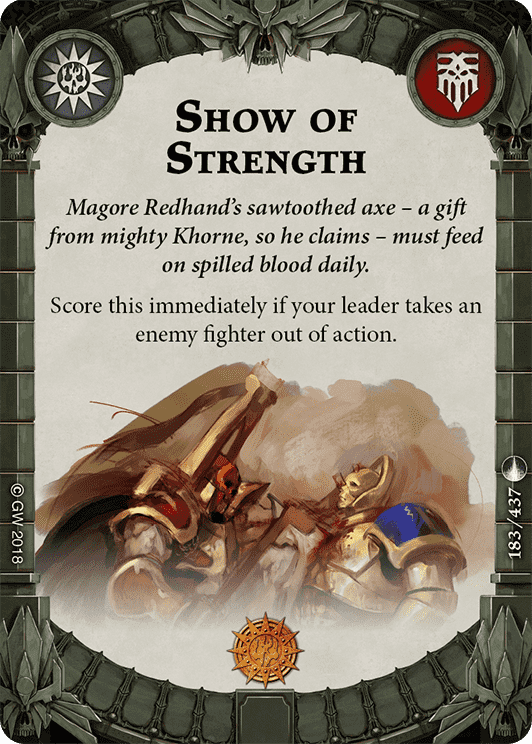 SHOW OF
STRENGTH
Magore Redhand's sawtoothed axe – a gift
from mighty Khorne, so he claims – must feed
on spilled blood daily.
Score this immediately if your leader takes an
enemy fighter out of action.
© GW 2018
183/437